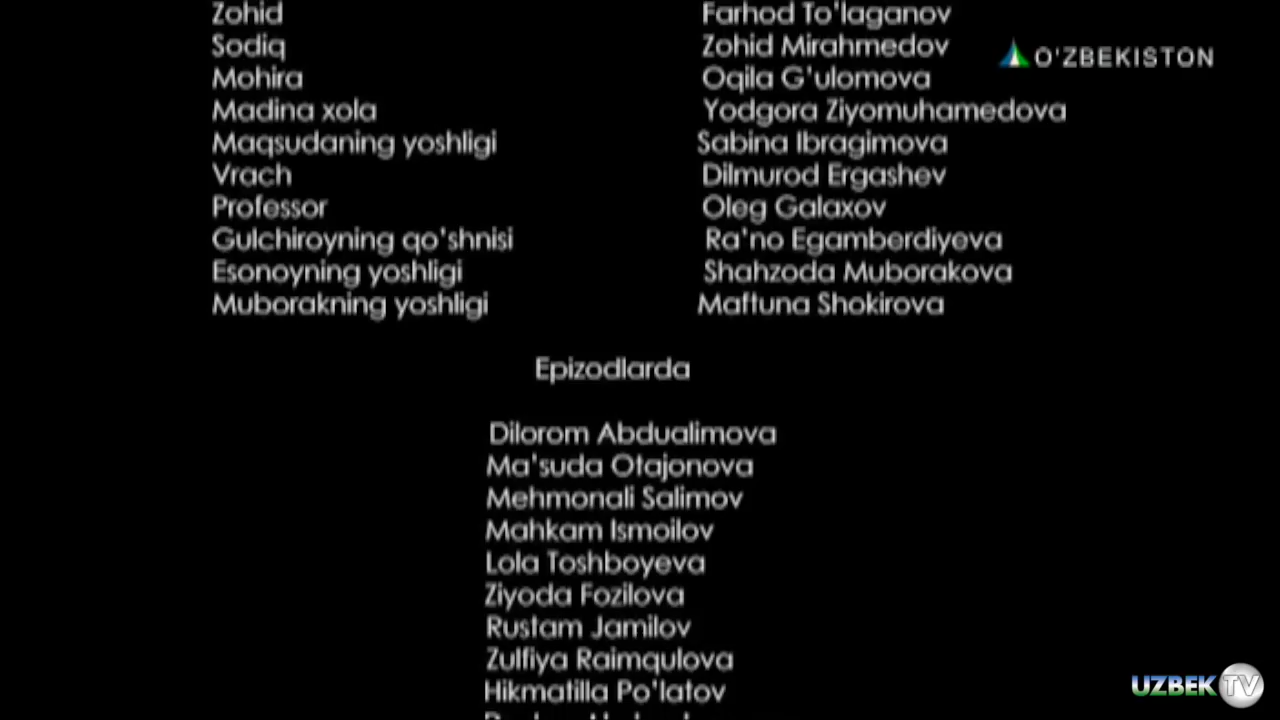 Zohid Farhod To'laganov
Sodiq Zohid Mirahmedov
Mohira Oqila G'ulomova
Madina xola Yodgora Ziyomuhamedova
Maqsudaning yoshligi Sabina Ibragimova
Vrach Dilmurod Ergashev
Professor Oleg Galaxov
Gulchiroyning qo'shnisi Ra'no Egamberdiyeva
Esonoyning yoshligi Shahzoda Muborakova
Muborakning yoshligi Maftuna Shokirova
O'ZBEKISTON
Epizodlarda
Dilorom Abdualimova
Ma'suda Otajonova
Mehmonali Salimov
Mahkam Ismoilov
Lola Toshboyeva
Ziyoda Fozilova
Rustam Jamilov
Zulfiya Raimqulova
Hikmatilla Po'latov
UZBEK TV